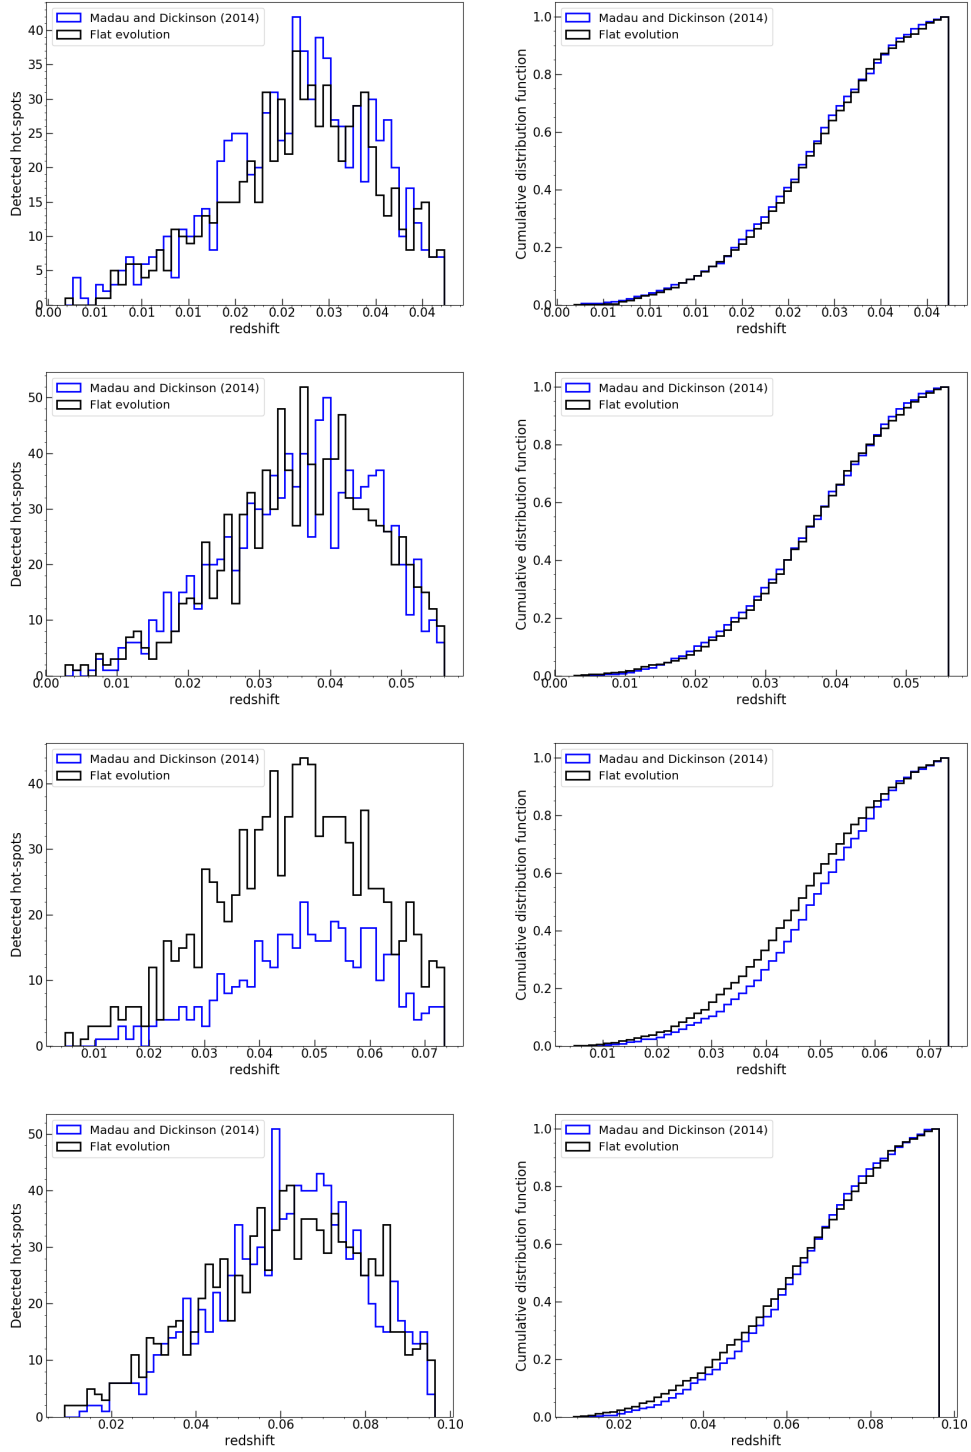 Madau and Dickinson (2014)
Flat evolution
Detected hot-spots
40
35
30
25
20
15
10
5
0
0.00 0.01 0.01 0.02 0.02 0.03 0.04 0.04
redshift
Madau and Dickinson (2014)
Flat evolution
Cumulative distribution function
1.0
0.8
0.6
0.4
0.2
0.0
0.00 0.01 0.01 0.02 0.02 0.03 0.04 0.04
redshift
Madau and Dickinson (2014)
Flat evolution
Detected hot-spots
50
40
30
20
10
0
0.00 0.01 0.02 0.03 0.04 0.05
redshift
Madau and Dickinson (2014)
Flat evolution
Cumulative distribution function
1.0
0.8
0.6
0.4
0.2
0.0
0.00 0.01 0.02 0.03 0.04 0.05
redshift
Madau and Dickinson (2014)
Flat evolution
Detected hot-spots
40
30
20
10
0
0.01 0.02 0.03 0.04 0.05 0.06 0.07
redshift
Madau and Dickinson (2014)
Flat evolution
Cumulative distribution function
1.0
0.8
0.6
0.4
0.2
0.0
0.01 0.02 0.03 0.04 0.05 0.06 0.07
redshift
Madau and Dickinson (2014)
Flat evolution
Detected hot-spots
50
40
30
20
10
0
0.02 0.04 0.06 0.08 0.10
redshift
Madau and Dickinson (2014)
Flat evolution
Cumulative distribution function
1.0
0.8
0.6
0.4
0.2
0.0
0.02 0.04 0.06 0.08 0.10
redshift